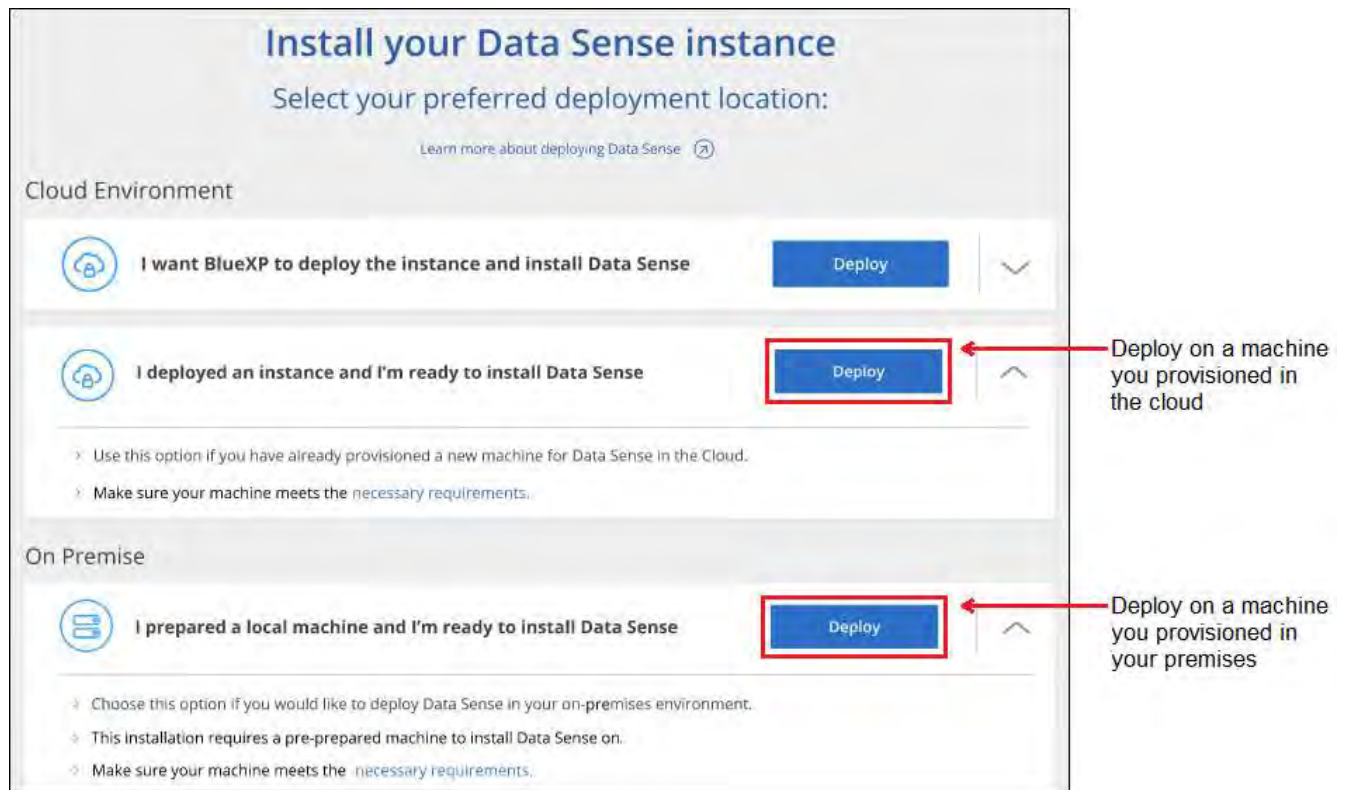 Install your Data Sense instance
Select your preferred deployment location:
Learn more about deploying Data Sense
Cloud Environment
I want BlueXP to deploy the instance and install Data Sense
Deploy
I deployed an instance and I'm ready to install Data Sense
Deploy
Deploy on a machine
you provisioned in
the cloud
Use this option if you have already provisioned a new machine for Data Sense in the Cloud.
Make sure your machine meets the necessary requirements.
On Premise
I prepared a local machine and I'm ready to install Data Sense
Deploy
Deploy on a machine
you provisioned in
your premises
Choose this option if you would like to deploy Data Sense in your on-premises environment.
This installation requires a pre-prepared machine to install Data Sense on.
Make sure your machine meets the necessary requirements.